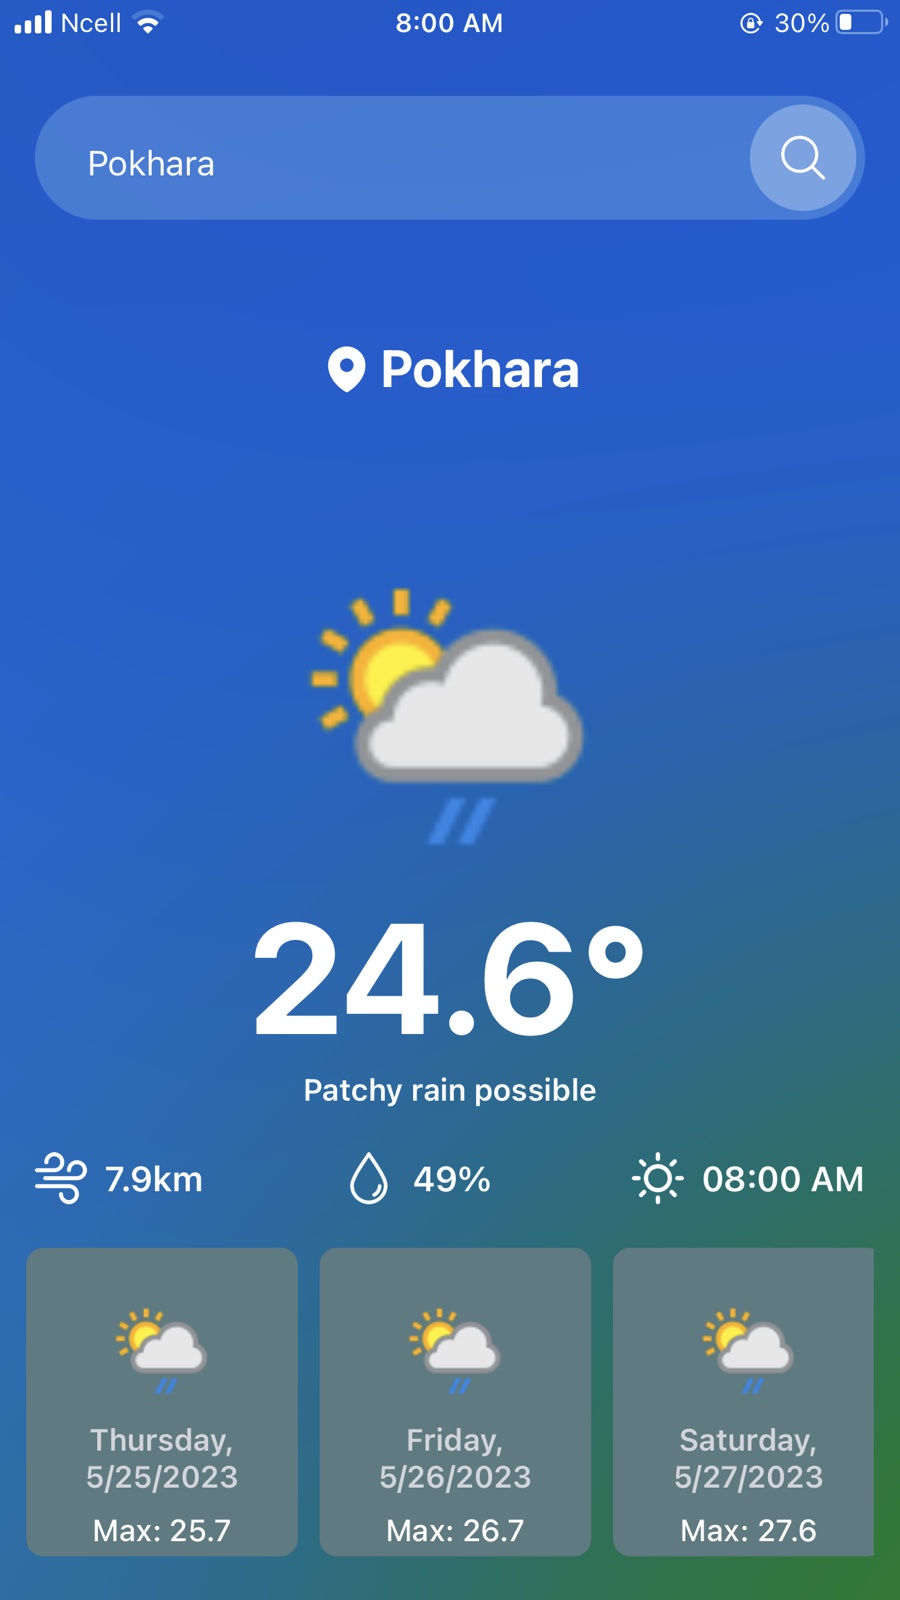 Ncell 8:00 AM 30%
Pokhara
Pokhara
24.6°
Patchy rain possible
7.9km 49% 08:00 AM
Thursday,
5/25/2023
Max: 25.7
Friday,
5/26/2023
Max: 26.7
Saturday,
5/27/2023
Max: 27.6